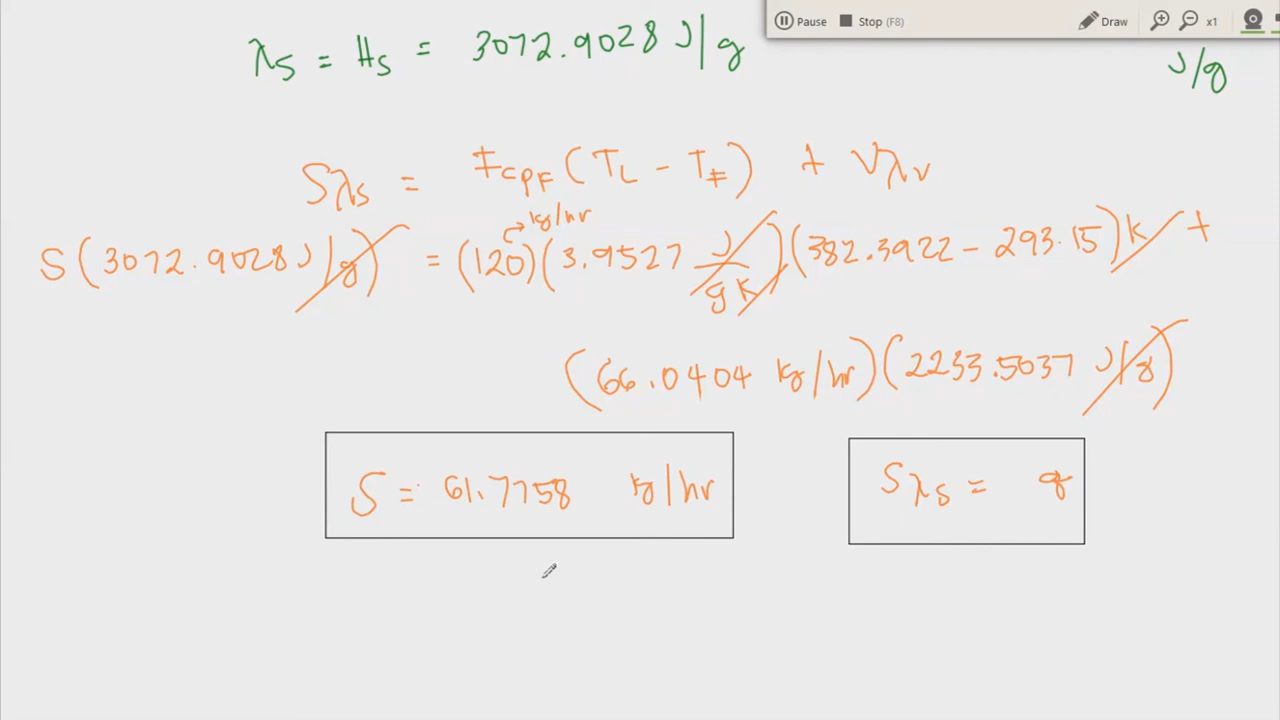 Pause Stop (F8) Draw x1
λS = HS = 3072.9028 J/g
J/g
SλS = FCPF (TL - TF) + VλV
kg/hr
S(3072.9028 J/g) = (120)(3.9527 J/gK)(382.3922 - 293.15)K +
(66.0404 kg/hr)(2233.5037 J/g)
S = 61.7758 kg/hr
SλS = q